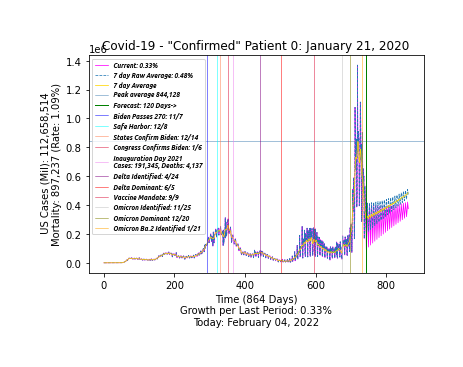 Covid-19 - "Confirmed" Patient 0: January 21, 2020
1e6
1.4
1.2
1.0
0.8
0.6
0.4
0.2
0.0
US Cases (Mil): 112,658,514
Mortality: 897,237 (Rate: 1.09%)
Current: 0.33%
7 day Raw Average: 0.48%
7 day Average
Peak average 844,128
Forecast: 120 Days->
Biden Passes 270: 11/7
Safe Harbor: 12/8
States Confirm Biden: 12/14
Congress Confirms Biden: 1/6
Inauguration Day 2021
Cases: 191,345, Deaths: 4,137
Delta Identified: 4/24
Delta Dominant: 6/5
Vaccine Mandate: 9/9
Omicron Identified: 11/25
Omicron Dominant 12/20
Omicron Ba.2 Identified 1/21
0 200 400 600 800
Time (864 Days)
Growth per Last Period: 0.33%
Today: February 04, 2022